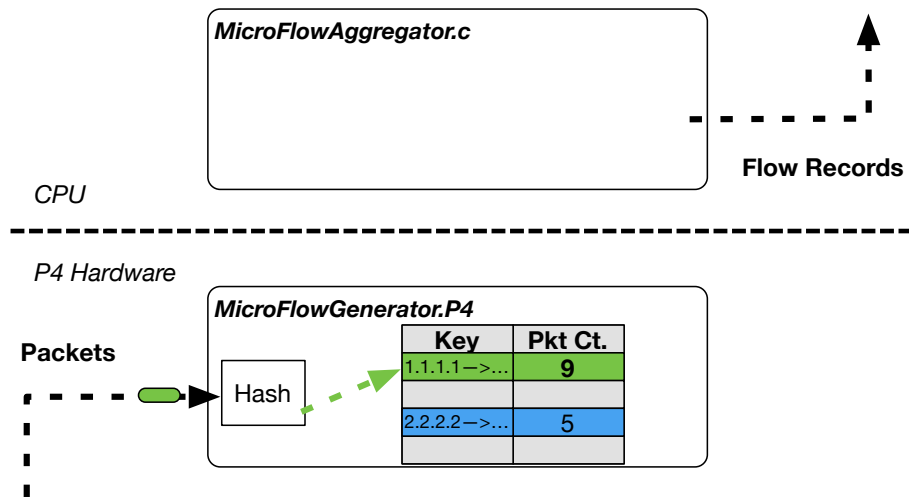 MicroFlowAggregator.c
Flow Records
CPU
P4 Hardware
MicroFlowGenerator.P4
Packets
Hash
Key Pkt Ct.
1.1.1.1—>... 9
2.2.2.2—>... 5